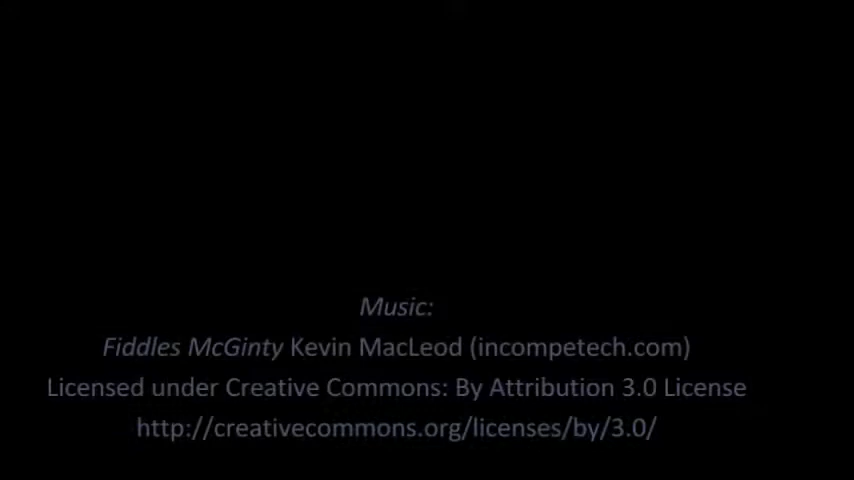 Music:
Fiddles McGinty Kevin MacLeod (incompetech.com)
Licensed under Creative Commons: By Attribution 3.0 License
http://creativecommons.org/licenses/by/3.0/